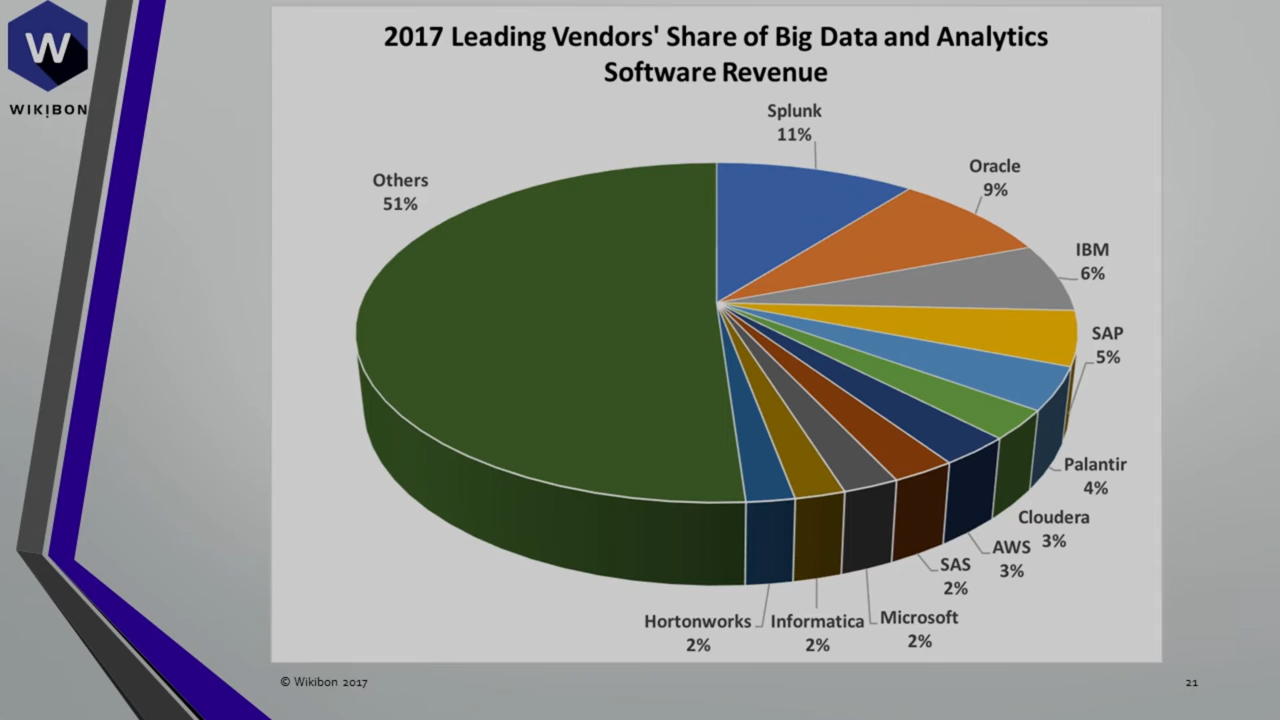 W
WIKIBON
2017 Leading Vendors' Share of Big Data and Analytics
Software Revenue
Splunk
11%
Oracle
9%
Others
51%
IBM
6%
SAP
5%
Palantir
4%
Cloudera
3%
AWS
3%
SAS
2%
Microsoft
2%
Informatica
2%
Hortonworks
2%
© Wikibon 2017
21